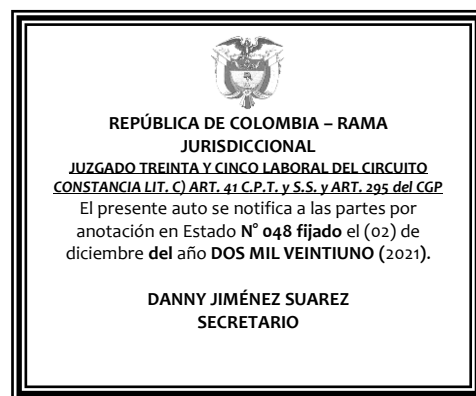 REPÚBLICA DE COLOMBIA – RAMA
JURISDICCIONAL
JUZGADO TREINTA Y CINCO LABORAL DEL CIRCUITO
CONSTANCIA LIT. C) ART. 41 C.P.T. y S.S. y ART. 295 del CGP
El presente auto se notifica a las partes por
anotación en Estado N° 048 fijado el (02) de
diciembre del año DOS MIL VEINTIUNO (2021).
DANNY JIMÉNEZ SUAREZ
SECRETARIO